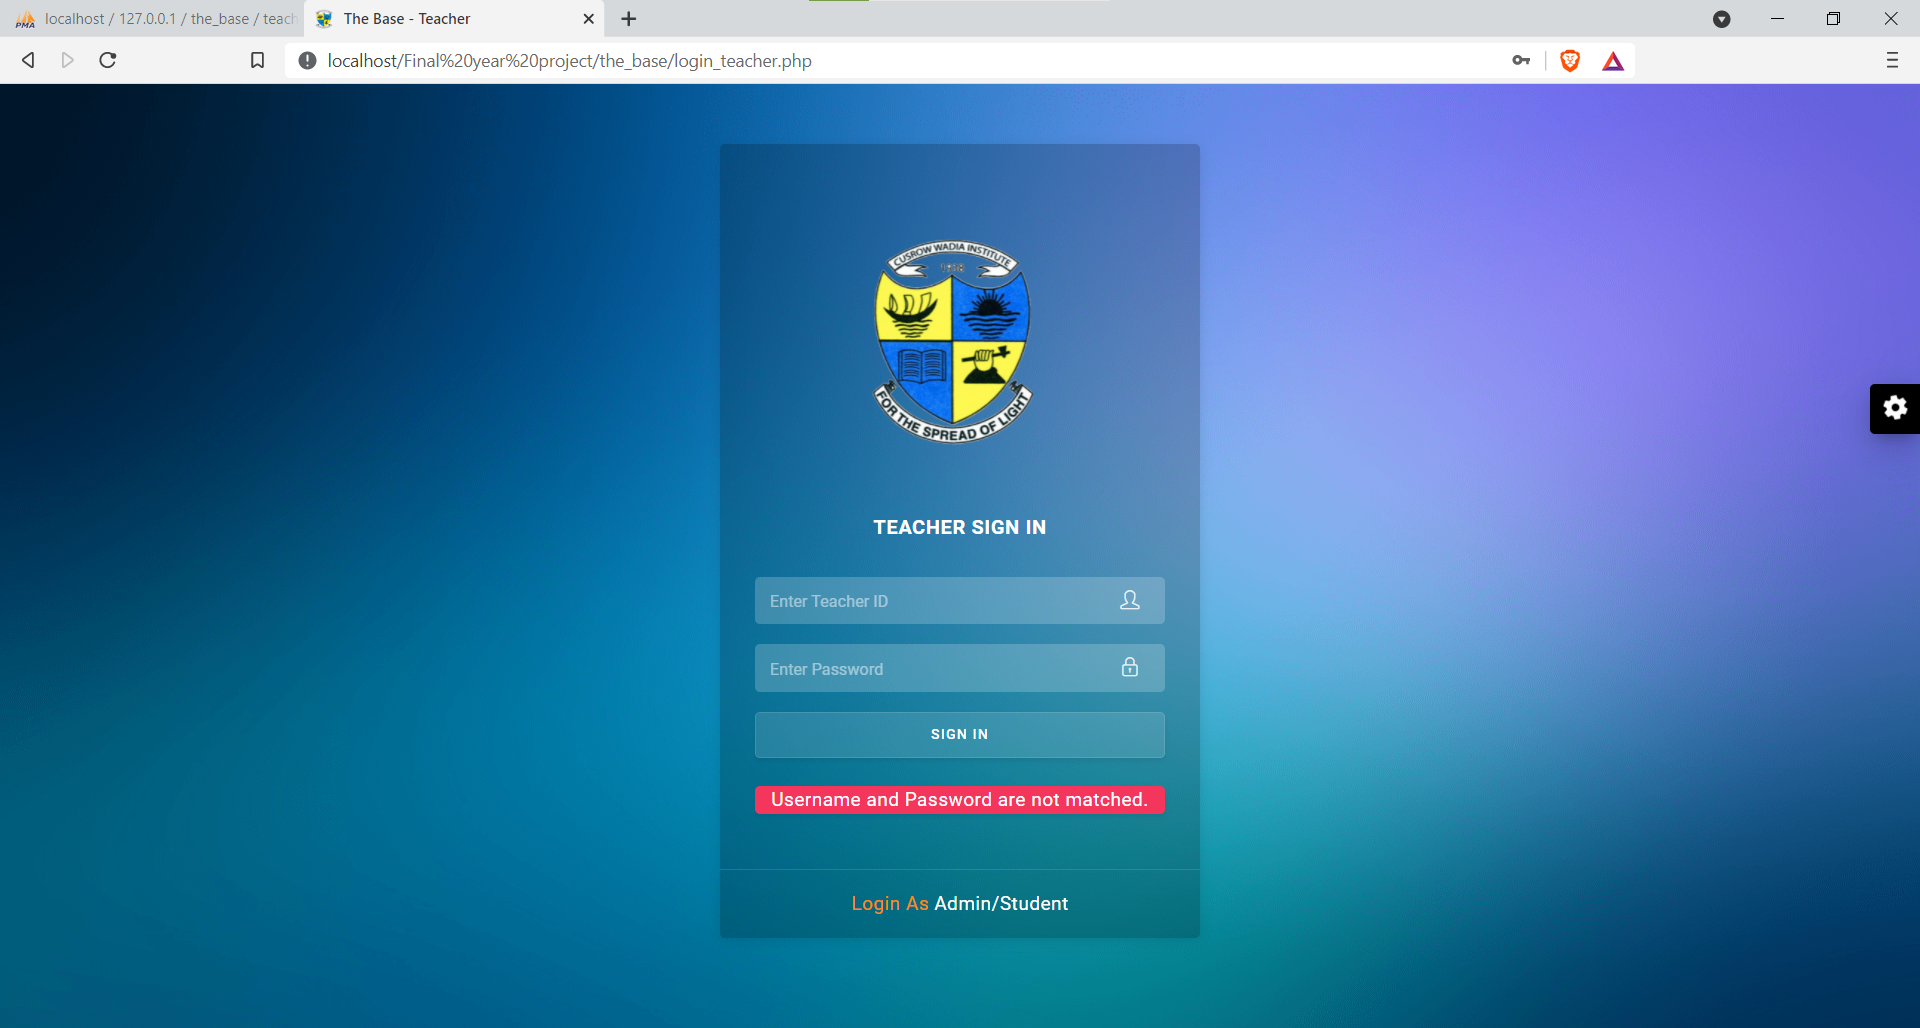 PMA localhost / 127.0.0.1 / the_base / teach
The Base - Teacher
localhost/Final%20year%20project/the_base/login_teacher.php
CUSROW WADIA INSTITUTE
FOR THE SPREAD OF LIGHT
TEACHER SIGN IN
Enter Teacher ID
Enter Password
SIGN IN
Username and Password are not matched.
Login As Admin/Student